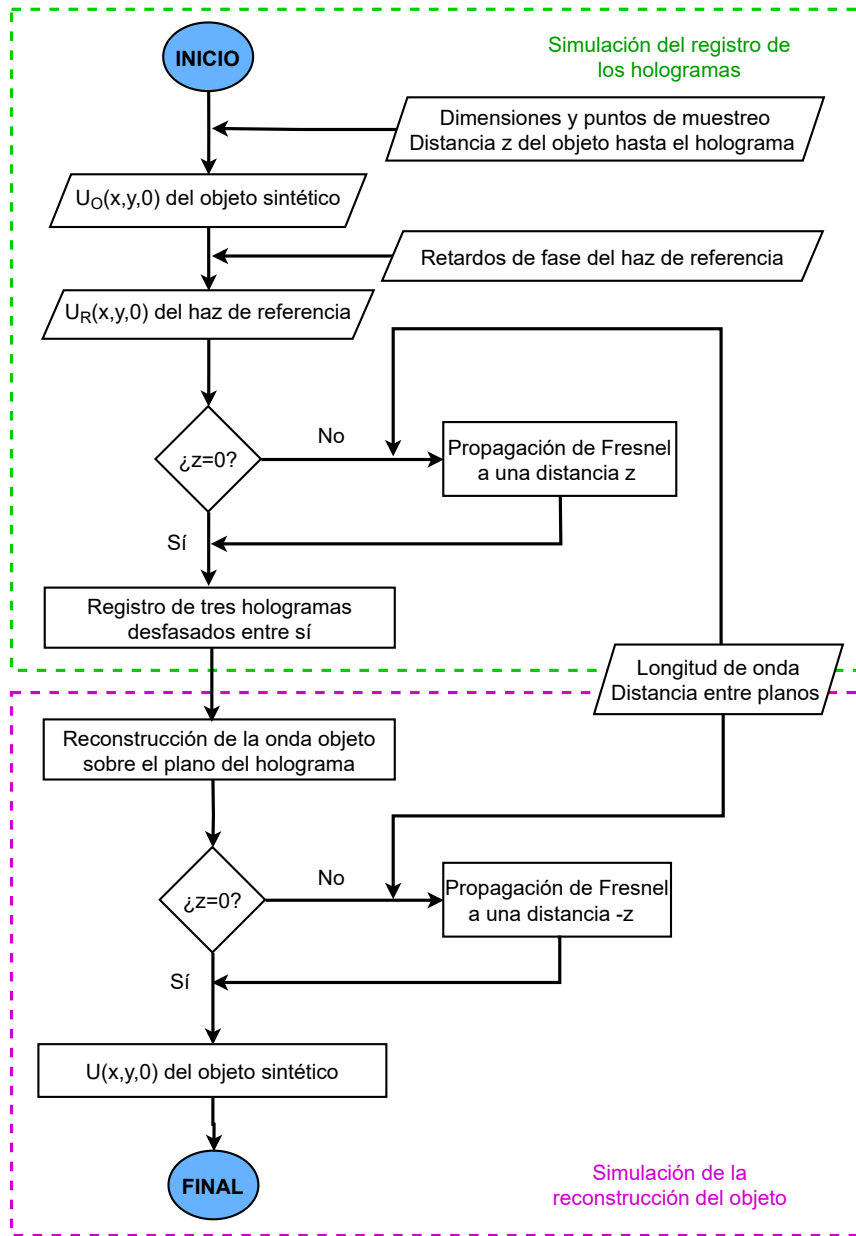 INICIO
Simulación del registro de
los hologramas
Dimensiones y puntos de muestreo
Distancia z del objeto hasta el holograma
U_O(x,y,0) del objeto sintético
Retardos de fase del haz de referencia
U_R(x,y,0) del haz de referencia
¿z=0?
No
Propagación de Fresnel
a una distancia z
Sí
Registro de tres hologramas
desfasados entre sí
Longitud de onda
Distancia entre planos
Reconstrucción de la onda objeto
sobre el plano del holograma
¿z=0?
No
Propagación de Fresnel
a una distancia -z
Sí
U(x,y,0) del objeto sintético
FINAL
Simulación de la
reconstrucción del objeto